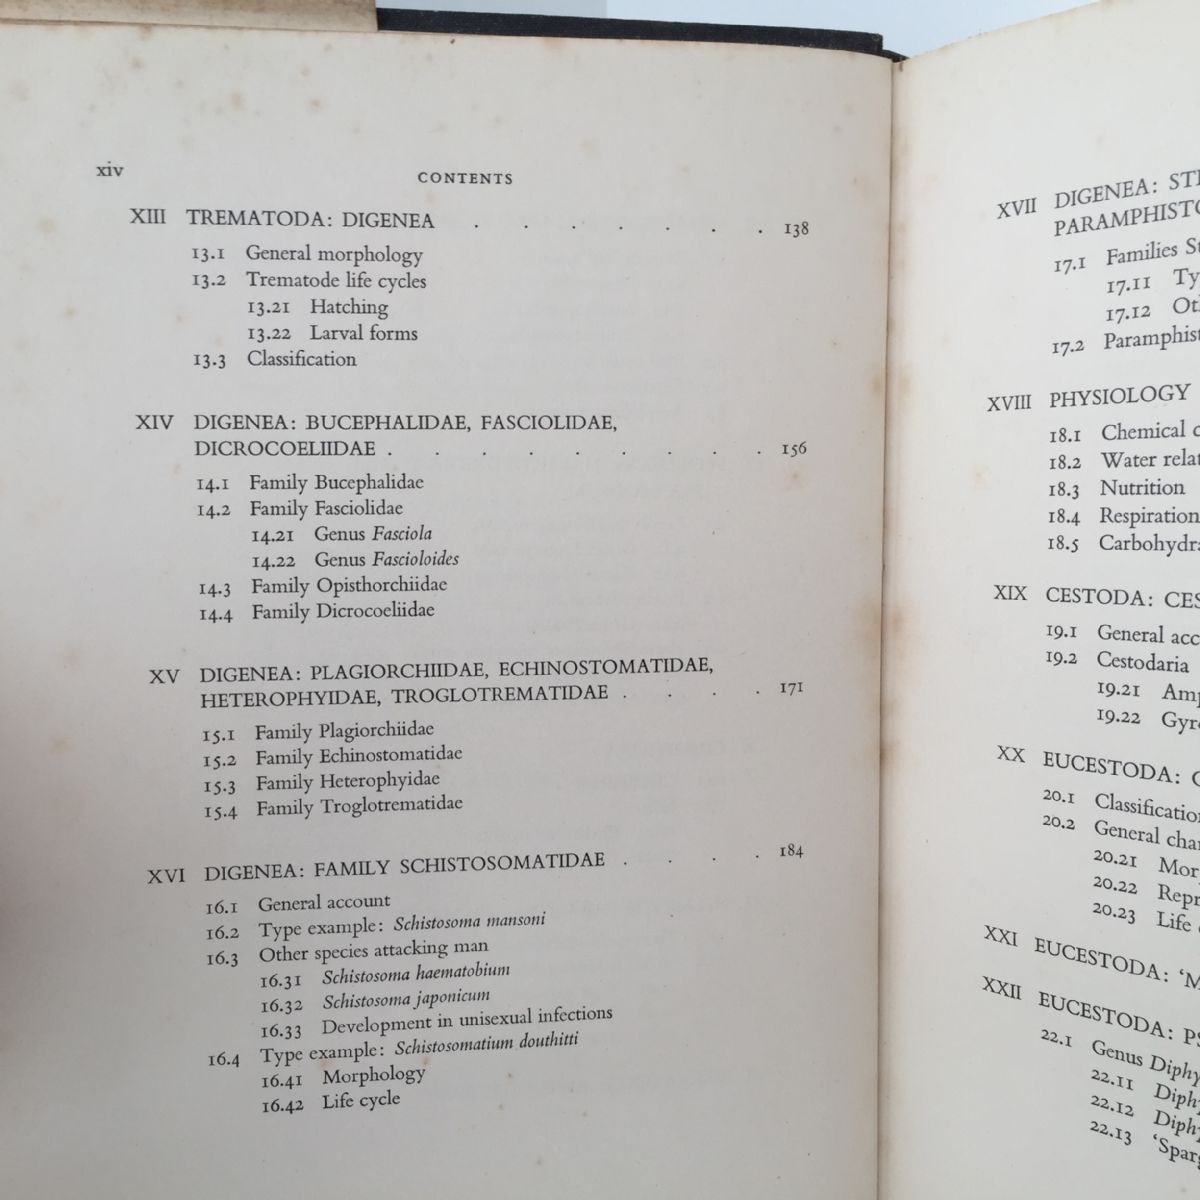 xiv
CONTENTS
XIII TREMATODA: DIGENEA . . . . . . . 138
13.1 General morphology
13.2 Trematode life cycles
13.21 Hatching
13.22 Larval forms
13.3 Classification
XIV DIGENEA: BUCEPHALIDAE, FASCIOLIDAE,
DICROCOELIIDAE . . . . . . . . . 156
14.1 Family Bucephalidae
14.2 Family Fasciolidae
14.21 Genus Fasciola
14.22 Genus Fascioloides
14.3 Family Opisthorchiidae
14.4 Family Dicrocoeliidae
XV DIGENEA: PLAGIORCHIIDAE, ECHINOSTOMATIDAE,
HETEROPHYIDAE, TROGLOTREMATIDAE . . . . 171
15.1 Family Plagiorchiidae
15.2 Family Echinostomatidae
15.3 Family Heterophyidae
15.4 Family Troglotrematidae
XVI DIGENEA: FAMILY SCHISTOSOMATIDAE . . . . 184
16.1 General account
16.2 Type example: Schistosoma mansoni
16.3 Other species attacking man
16.31 Schistosoma haematobium
16.32 Schistosoma japonicum
16.33 Development in unisexual infections
16.4 Type example: Schistosomatium douthitti
16.41 Morphology
16.42 Life cycle
XVII DIGENEA:
17.1 Families
17.11
17.12
17.2
XVIII PHYSIOLOGY
18.1 Chemical
18.2 Water
18.3 Nutrition
18.4 Respiration
18.5
XIX CESTODA:
19.1 General
19.2 Cestodaria
19.21
19.22
XX EUCESTODA:
20.1
20.2 General
20.21
20.22
20.23 Life
XXI EUCESTODA:
XXII EUCESTODA:
22.1 Genus
22.11
22.12
22.13